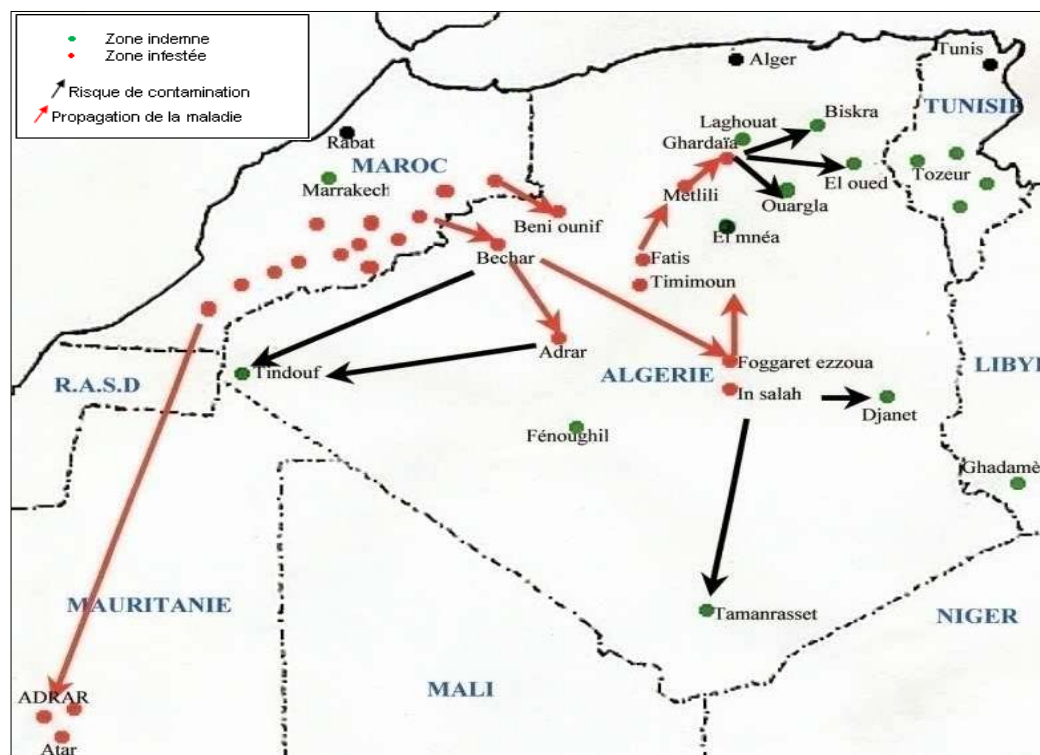 Zone indemne
Zone infestée
Risque de contamination
Propagation de la maladie
Alger
Tunis
TUNISIE
Rabat
MAROC
Marrakech
Laghouat
Biskra
Ghardaïa
El oued
Tozeur
Metlili
Ouargla
Beni ounif
El mnéa
Bechar
Fatis
Timimoun
Adrar
Foggaret ezzoua
ALGERIE
LIBYE
R.A.S.D
Tindouf
In salah
Djanet
Fénoughil
Ghadamè
MAURITANIE
Tamanrasset
NIGER
MALI
ADRAR
Atar